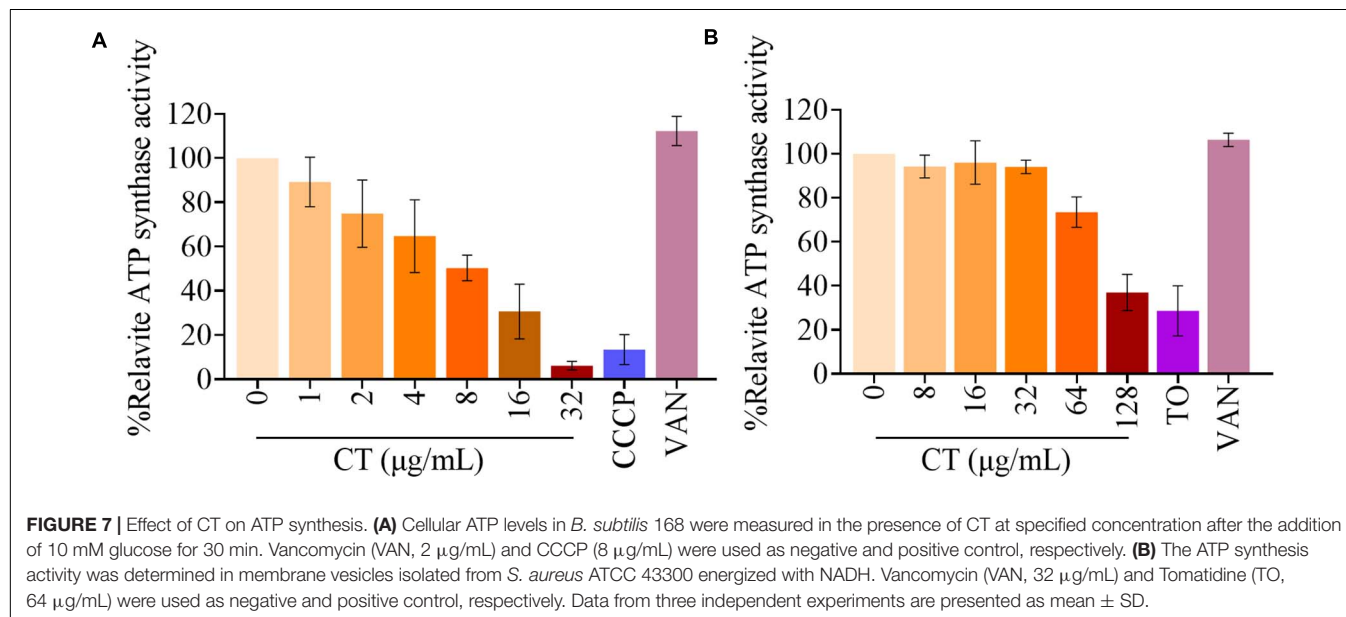 A
%Relavite ATP synthase activity
120
100
80
60
40
20
0
0 1 2 4 8 16 32 CCCP VAN
CT (μg/mL)
B
%Relavite ATP synthase activity
120
100
80
60
40
20
0
0 8 16 32 64 128 TO VAN
CT (μg/mL)
FIGURE 7 | Effect of CT on ATP synthesis. (A) Cellular ATP levels in B. subtilis 168 were measured in the presence of CT at specified concentration after the addition
of 10 mM glucose for 30 min. Vancomycin (VAN, 2 μg/mL) and CCCP (8 μg/mL) were used as negative and positive control, respectively. (B) The ATP synthesis
activity was determined in membrane vesicles isolated from S. aureus ATCC 43300 energized with NADH. Vancomycin (VAN, 32 μg/mL) and Tomatidine (TO,
64 μg/mL) were used as negative and positive control, respectively. Data from three independent experiments are presented as mean ± SD.